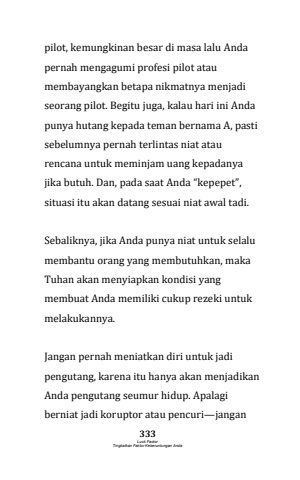 pilot, kemungkinan besar di masa lalu Anda
pernah mengagumi profesi pilot atau
membayangkan betapa nikmatnya menjadi
seorang pilot. Begitu juga, kalau hari ini Anda
punya hutang kepada teman bernama A, pasti
sebelumnya pernah terlintas niat atau
rencana untuk meminjam uang kepadanya
jika butuh. Dan, pada saat Anda “kepepet”,
situasi itu akan datang sesuai niat awal tadi.
Sebaliknya, jika Anda punya niat untuk selalu
membantu orang yang membutuhkan, maka
Tuhan akan menyiapkan kondisi yang
membuat Anda memiliki cukup rezeki untuk
melakukannya.
Jangan pernah meniatkan diri untuk jadi
pengutang, karena itu hanya akan menjadikan
Anda pengutang seumur hidup. Apalagi
berniat jadi koruptor atau pencuri—jangan
333
Luck Factor
Tingkatkan Faktor Keberuntungan Anda